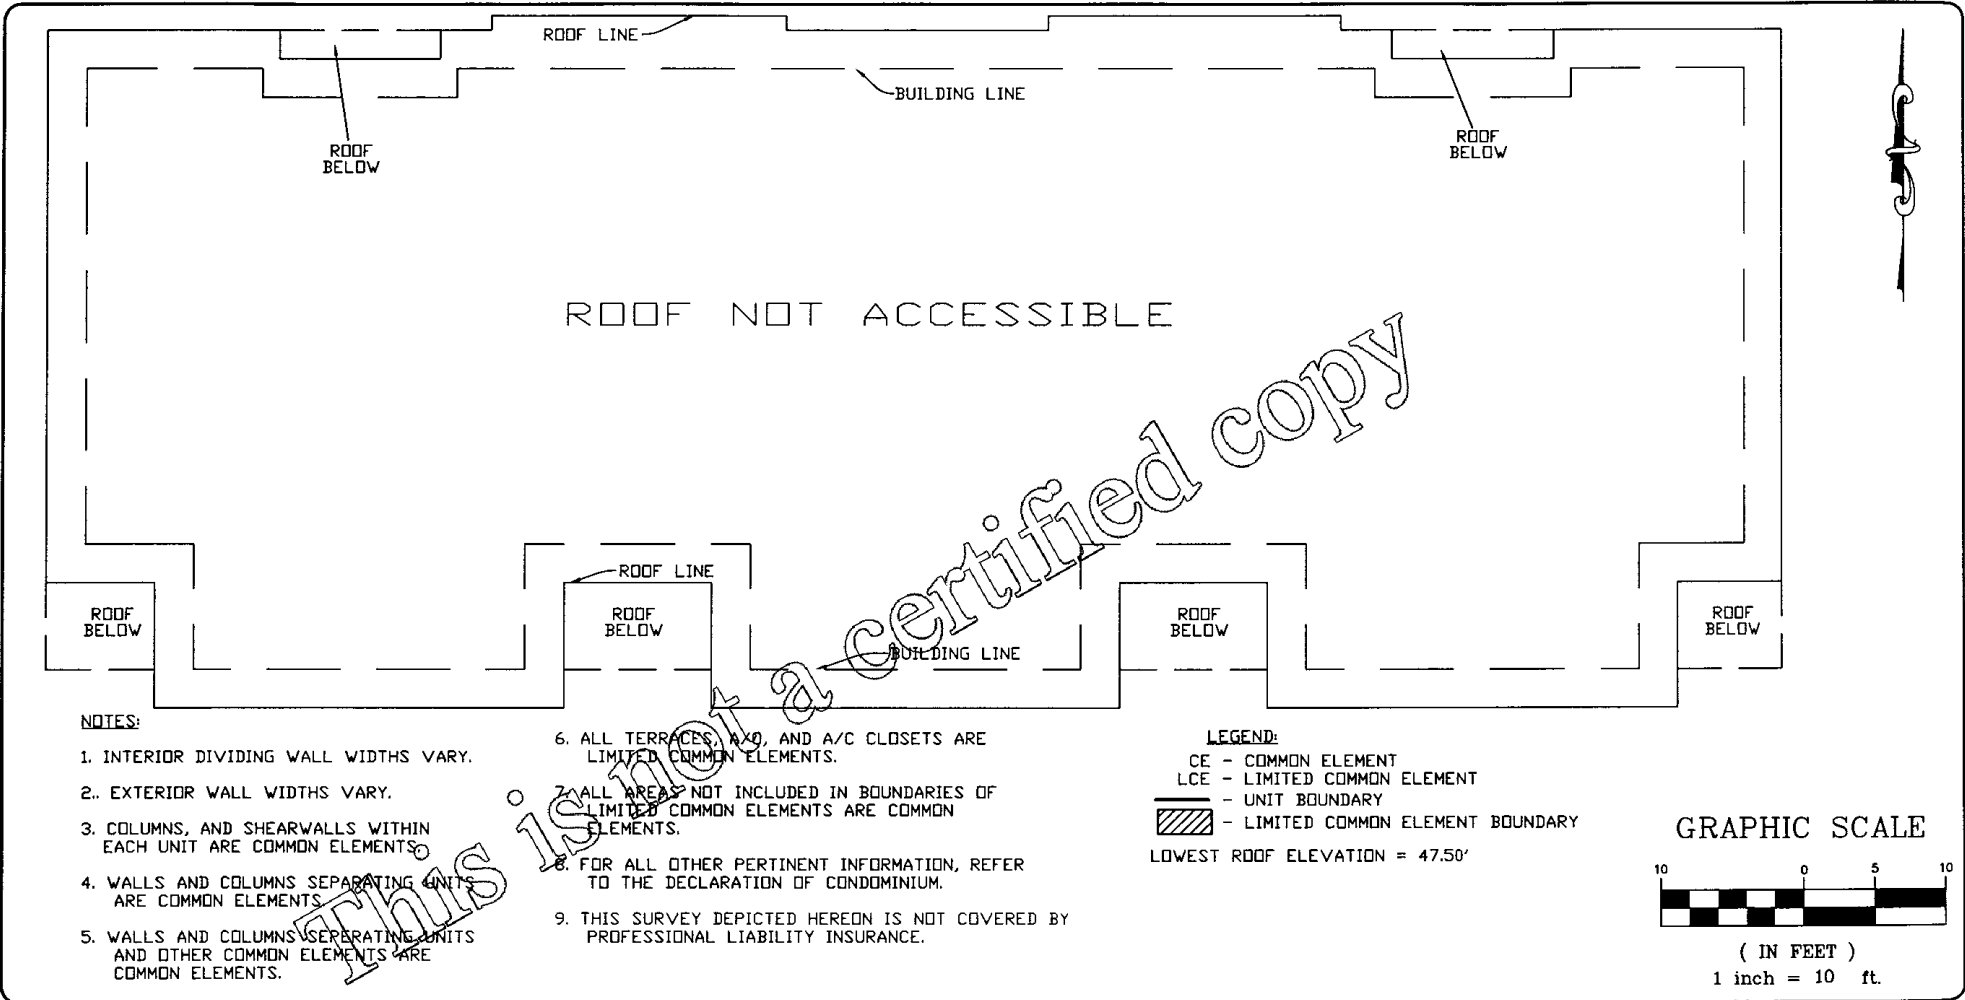 ROOF LINE
BUILDING LINE
ROOF
BELOW
ROOF
BELOW
ROOF NOT ACCESSIBLE
ROOF LINE
ROOF
BELOW
ROOF
BELOW
ROOF
BELOW
ROOF
BELOW
BUILDING LINE
This is not a certified copy
NOTES:
1. INTERIOR DIVIDING WALL WIDTHS VARY.
2.. EXTERIOR WALL WIDTHS VARY.
3. COLUMNS, AND SHEARWALLS WITHIN
EACH UNIT ARE COMMON ELEMENTS.
4. WALLS AND COLUMNS SEPARATING UNITS
ARE COMMON ELEMENTS.
5. WALLS AND COLUMNS SEPERATING UNITS
AND OTHER COMMON ELEMENTS ARE
COMMON ELEMENTS.
6. ALL TERRACES, A/C, AND A/C CLOSETS ARE
LIMITED COMMON ELEMENTS.
7. ALL AREAS NOT INCLUDED IN BOUNDARIES OF
LIMITED COMMON ELEMENTS ARE COMMON
ELEMENTS.
8. FOR ALL OTHER PERTINENT INFORMATION, REFER
TO THE DECLARATION OF CONDOMINIUM.
9. THIS SURVEY DEPICTED HEREON IS NOT COVERED BY
PROFESSIONAL LIABILITY INSURANCE.
LEGEND:
CE - COMMON ELEMENT
LCE - LIMITED COMMON ELEMENT
- UNIT BOUNDARY
- LIMITED COMMON ELEMENT BOUNDARY
LOWEST ROOF ELEVATION = 47.50'
GRAPHIC SCALE
10 0 5 10
( IN FEET )
1 inch = 10 ft.